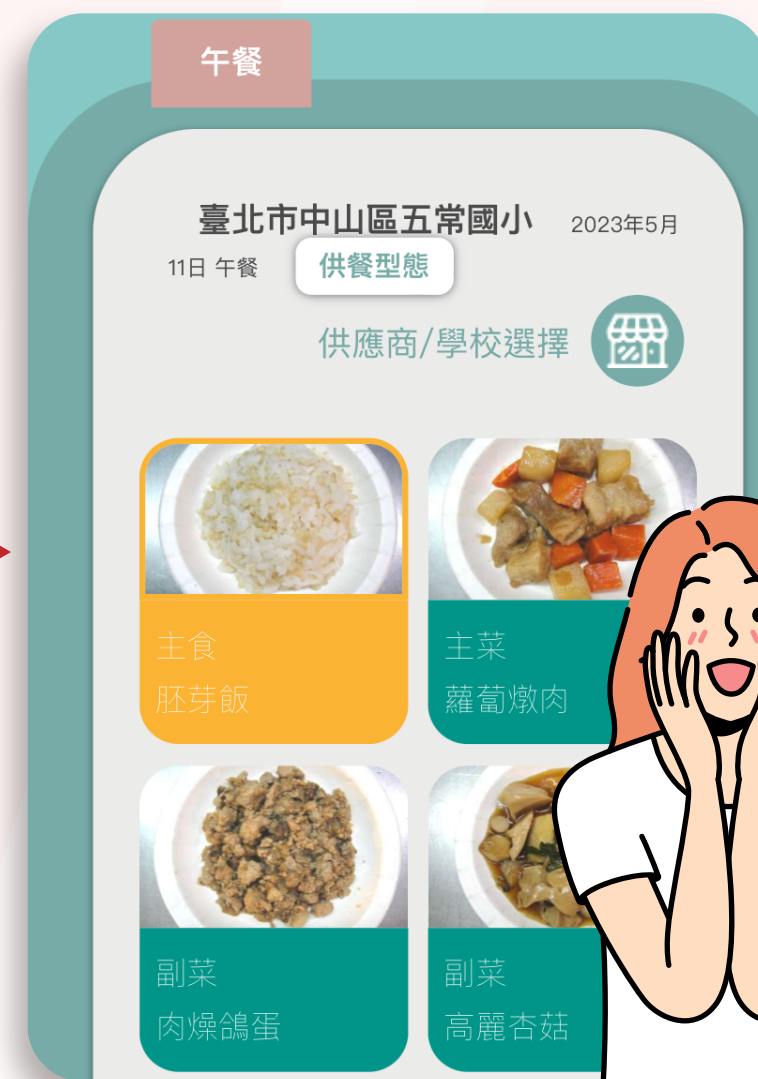 午餐
臺北市中山區五常國小 2023年5月
11日 午餐 供餐型態
供應商/學校選擇
主食
胚芽飯
主菜
蘿蔔燉肉
副菜
肉燥鴿蛋
副菜
高麗杏菇